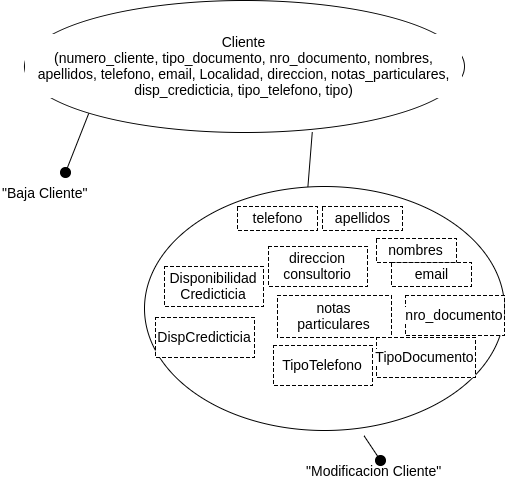 Cliente
(numero_cliente, tipo_documento, nro_documento, nombres,
apellidos, telefono, email, Localidad, direccion, notas_particulares,
disp_credicticia, tipo_telefono, tipo)
"Baja Cliente"
telefono
apellidos
nombres
direccion
consultorio
email
Disponibilidad
Credicticia
notas
particulares
nro_documento
DispCredicticia
TipoTelefono
TipoDocumento
"Modificacion Cliente"